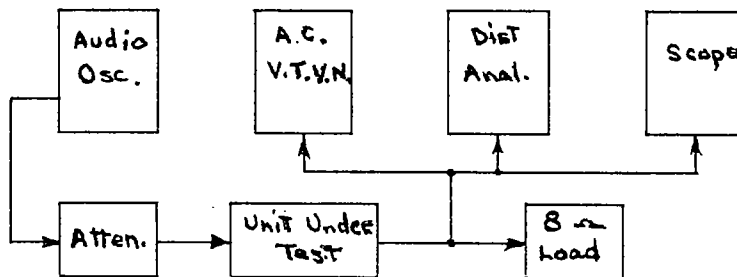 Audio
Osc.
A.C.
V.T.V.N.
Dist
Anal.
Scope
Atten.
Unit Under
Test
8 Ω
Load